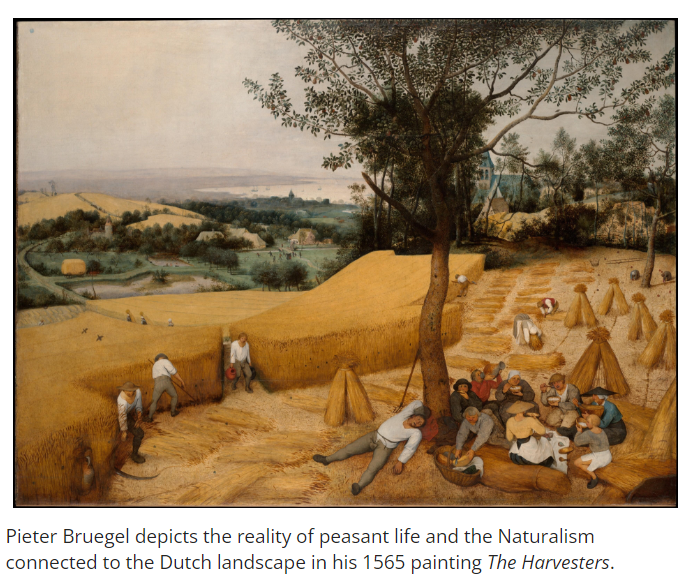 Pieter Bruegel depicts the reality of peasant life and the Naturalism
connected to the Dutch landscape in his 1565 painting The Harvesters.